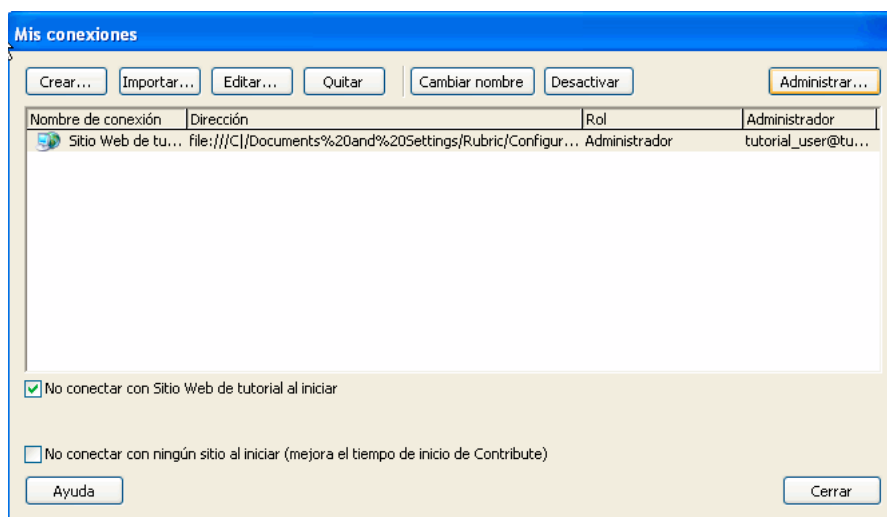 Mis conexiones
Crear... Importar... Editar... Quitar Cambiar nombre Desactivar Administrar...
Nombre de conexión Dirección Rol Administrador
Sitio Web de tu... file:///C|/Documents%20and%20Settings/Rubric/Configur... Administrador tutorial_user@tu...
No conectar con Sitio Web de tutorial al iniciar
No conectar con ningún sitio al iniciar (mejora el tiempo de inicio de Contribute)
Ayuda Cerrar